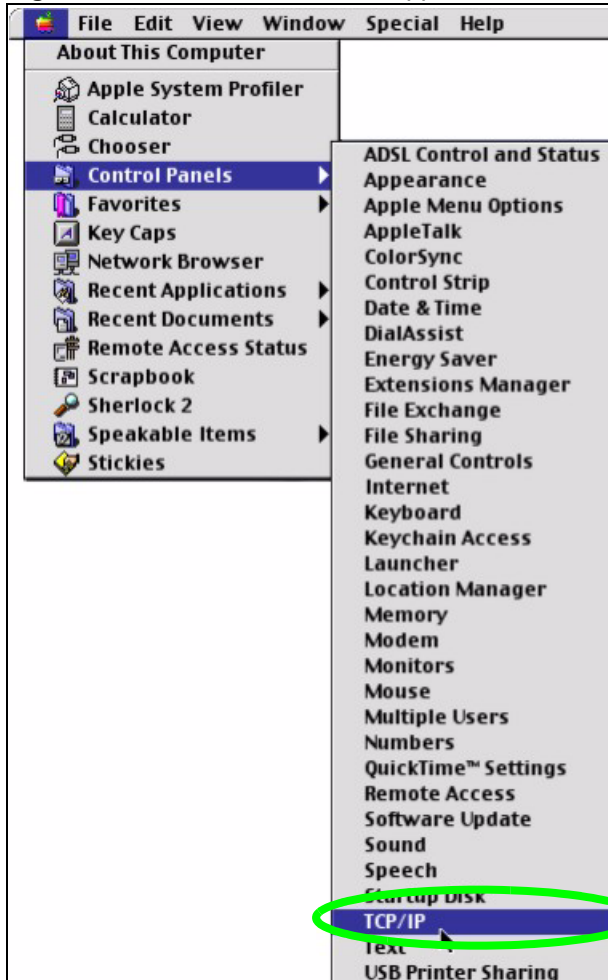 File Edit View Window Special Help
About This Computer
Apple System Profiler
Calculator
Chooser
Control Panels
Favorites
Key Caps
Network Browser
Recent Applications
Recent Documents
Remote Access Status
Scrapbook
Sherlock 2
Speakable Items
Stickies
ADSL Control and Status
Appearance
Apple Menu Options
AppleTalk
ColorSync
Control Strip
Date & Time
DialAssist
Energy Saver
Extensions Manager
File Exchange
File Sharing
General Controls
Internet
Keyboard
Keychain Access
Launcher
Location Manager
Memory
Modem
Monitors
Mouse
Multiple Users
Numbers
QuickTime™ Settings
Remote Access
Software Update
Sound
Speech
Startup Disk
TCP/IP
Text
USB Printer Sharing